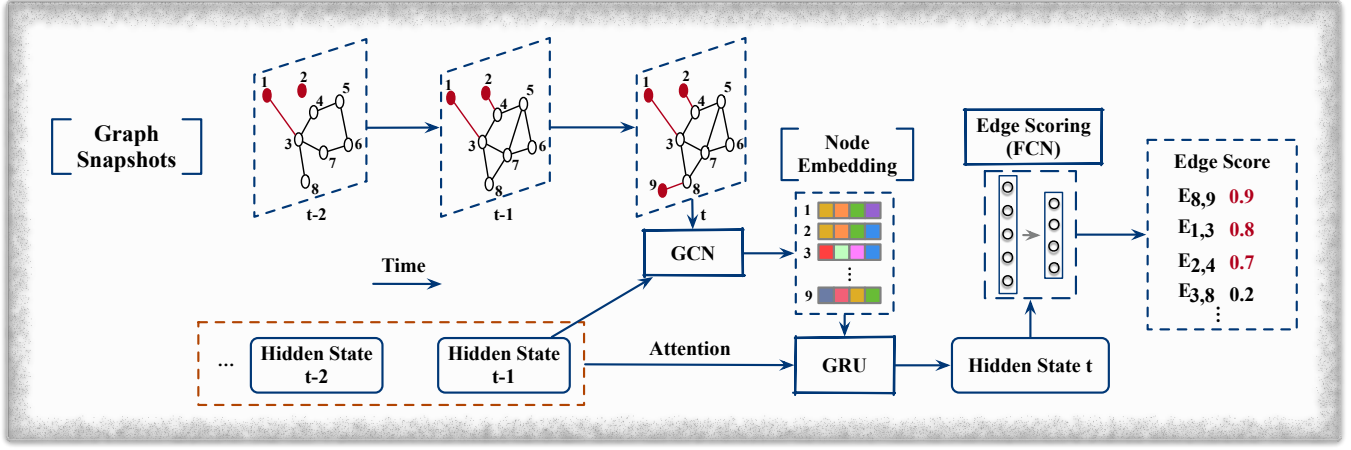 Graph
Snapshots
1
2
3
4
5
6
7
8
t-2
1
2
3
4
5
6
7
8
t-1
1
2
3
4
5
6
7
8
9
t
Time
GCN
Node
Embedding
1
2
3
⋮
9
Edge Scoring
(FCN)
Edge Score
E8,9 0.9
E1,3 0.8
E2,4 0.7
E3,8 0.2
⋮
...
Hidden State
t-2
Hidden State
t-1
Attention
GRU
Hidden State t